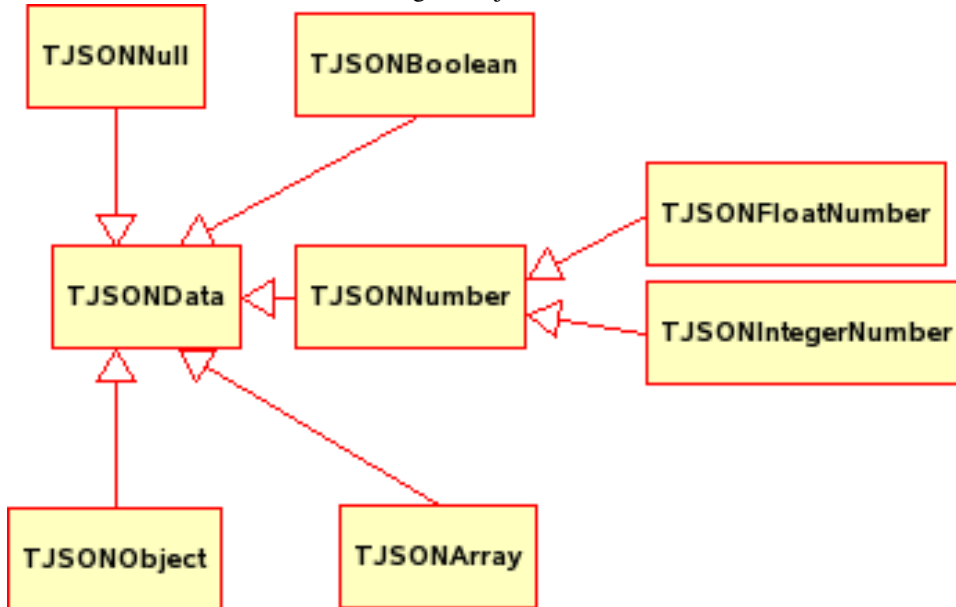 TJSONNull
TJSONBoolean
TJSONFloatNumber
TJSONData
TJSONNumber
TJSONIntegerNumber
TJSONObject
TJSONArray